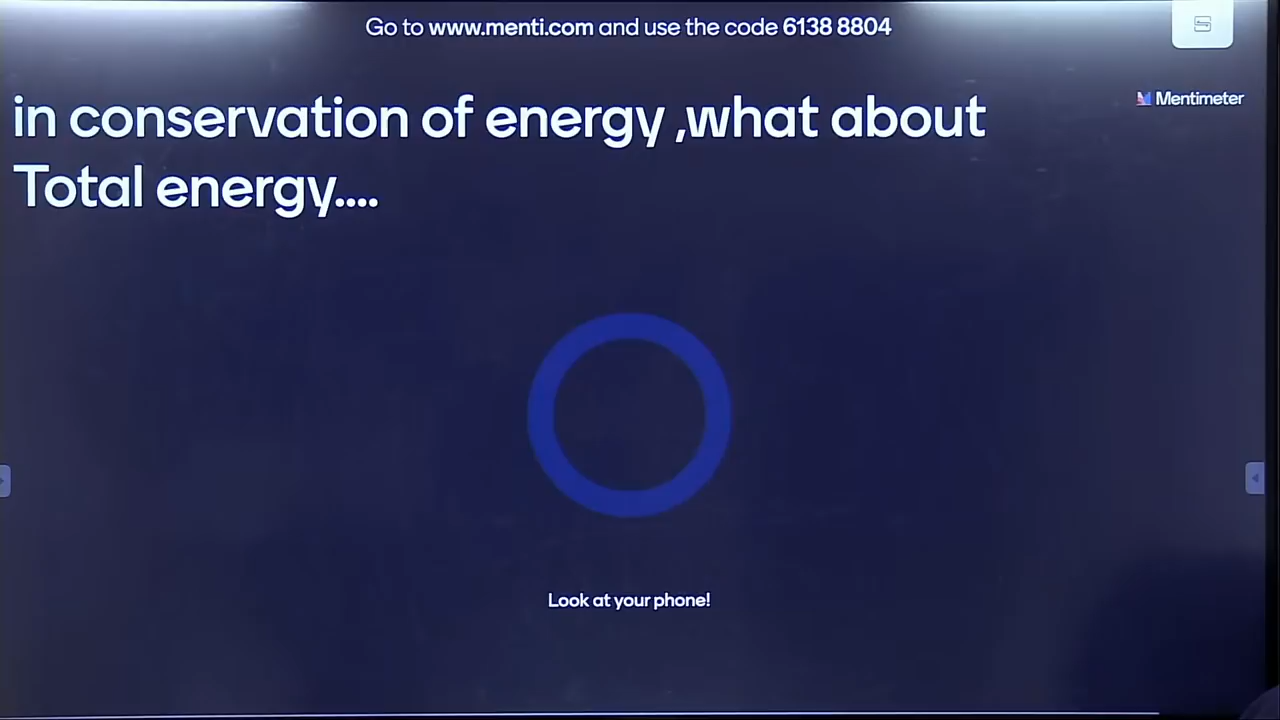 Go to www.menti.com and use the code 6138 8804
Mentimeter
in conservation of energy ,what about
Total energy....
Look at your phone!